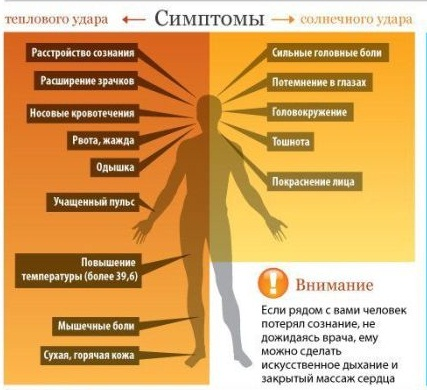 теплового удара ← Симптомы → солнечного удара
Расстройство сознания
Расширение зрачков
Носовые кровотечения
Рвота, жажда
Одышка
Учащенный пульс
Повышение
температуры (более 39,6)
Мышечные боли
Сухая, горячая кожа
Сильные головные боли
Потемнение в глазах
Головокружение
Тошнота
Покраснение лица
! Внимание
Если рядом с вами человек
потерял сознание, не
дожидаясь врача, ему
можно сделать
искусственное дыхание и
закрытый массаж сердца